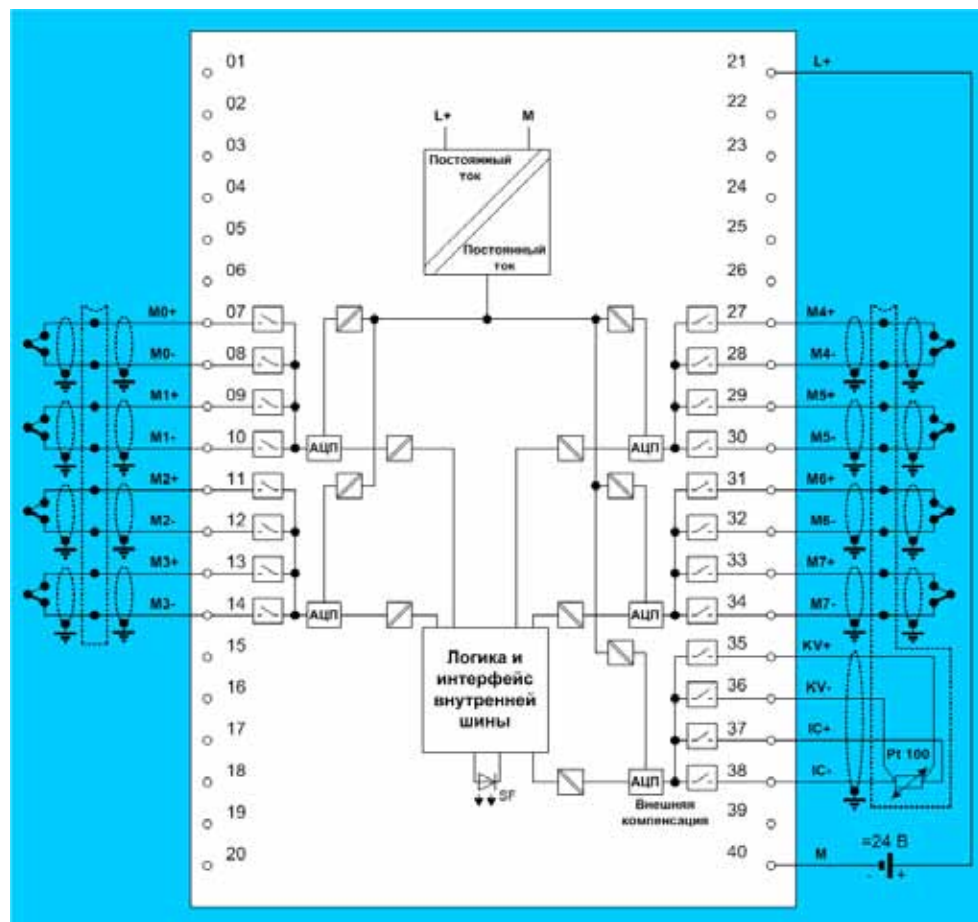 01
21
L+
02
22
L+
M
03
23
Постоянный
ток
04
24
05
25
Постоянный
ток
06
26
M0+
07
27
M4+
M0-
08
28
M4-
M1+
09
29
M5+
M1-
10
АЦП
АЦП
30
M5-
M2+
11
31
M6+
M2-
12
32
M6-
M3+
13
33
M7+
M3-
14
АЦП
АЦП
34
M7-
15
35
KV+
Логика и
интерфейс
внутренней
шины
16
36
KV-
17
37
IC+
Pt 100
18
SF
АЦП
38
IC-
Внешняя
компенсация
19
39
=24 В
20
40
M
- +